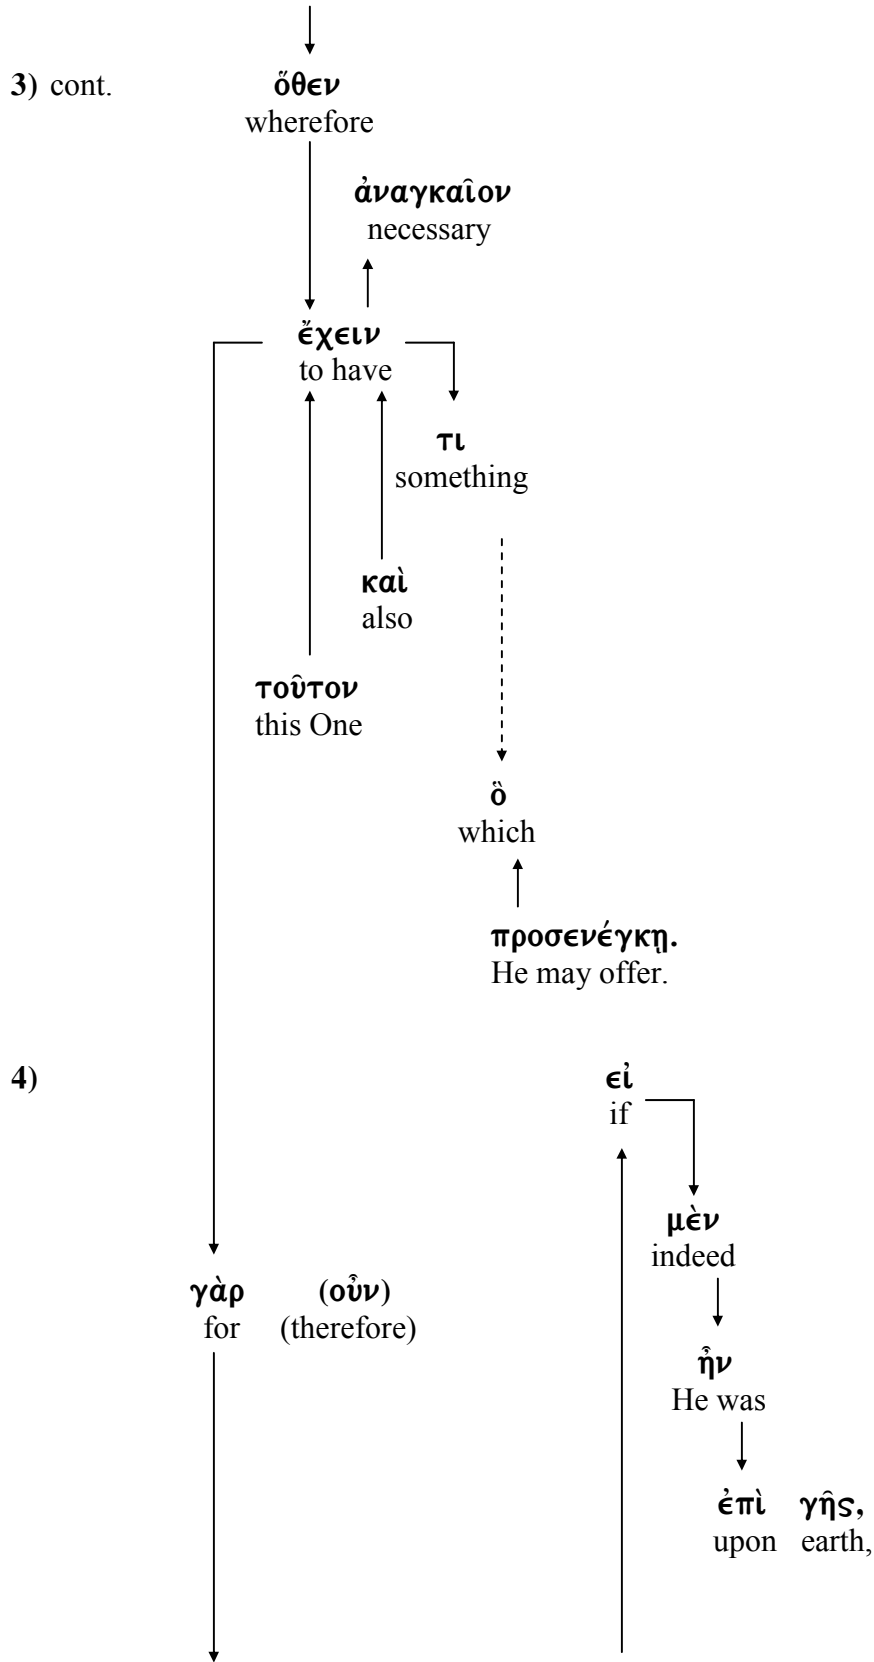 3) cont. ὅθεν
wherefore
ἀναγκαῖον
necessary
ἔχειν
to have
τι
something
καὶ
also
τοῦτον
this One
ὃ
which
προσενέγκῃ.
He may offer.
4) εἰ
if
μὲν
indeed
γὰρ (οὖν)
for (therefore)
ἦν
He was
ἐπὶ γῆς,
upon earth,